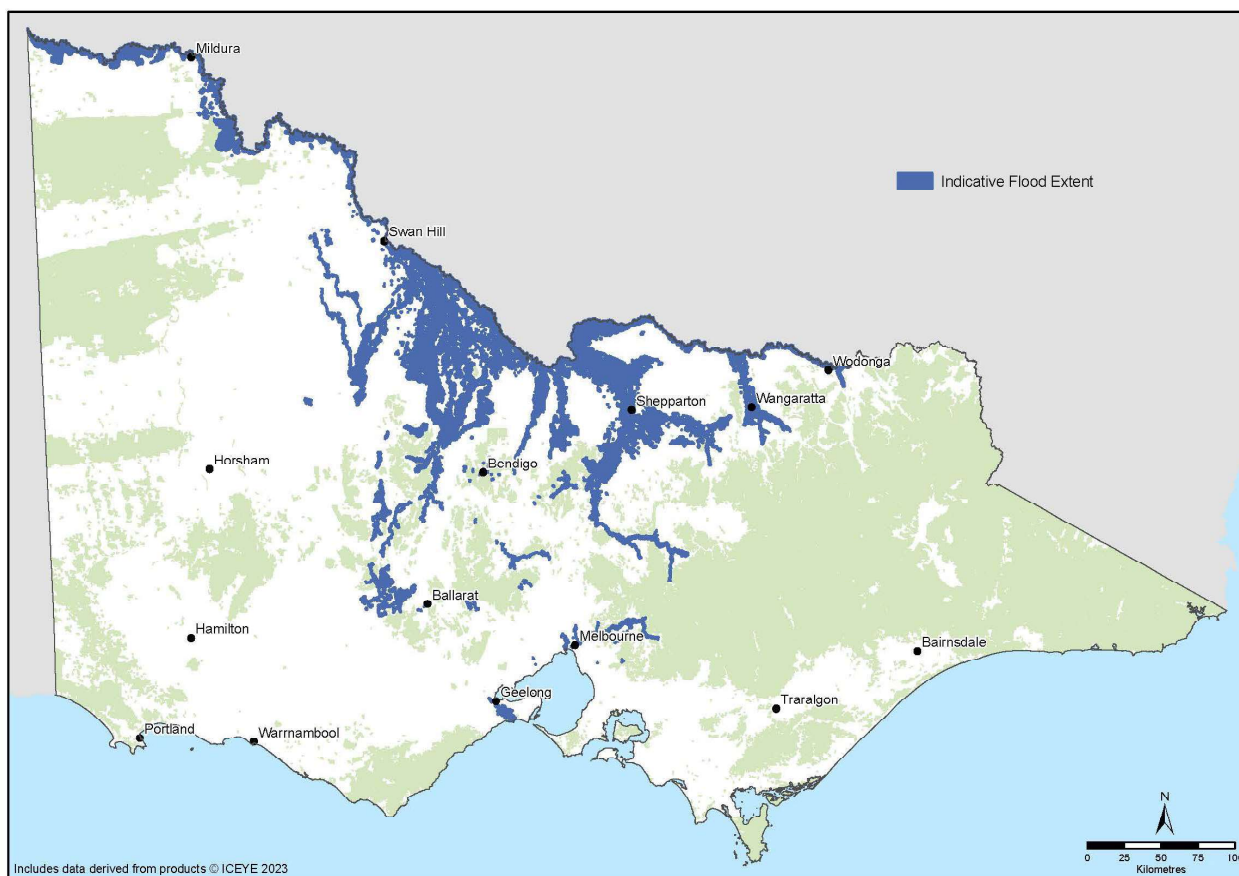 Mildura
Indicative Flood Extent
Swan Hill
Wodonga
Shepparton
Wangaratta
Horsham
Bendigo
Ballarat
Hamilton
Melbourne
Bairnsdale
Geelong
Traralgon
Portland
Warrnambool
N
0 25 50 75 100
Kilometres
Includes data derived from products © ICEYE 2023